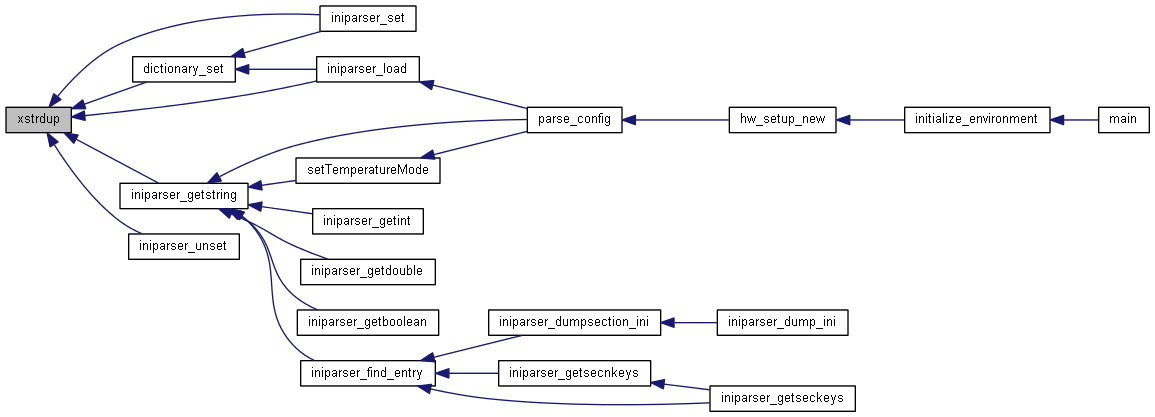 iniparser_set
dictionary_set
iniparser_load
xstrdup
parse_config
hw_setup_new
initialize_environment
main
setTemperatureMode
iniparser_getstring
iniparser_getint
iniparser_unset
iniparser_getdouble
iniparser_getboolean
iniparser_dumpsection_ini
iniparser_dump_ini
iniparser_find_entry
iniparser_getsecnkeys
iniparser_getseckeys